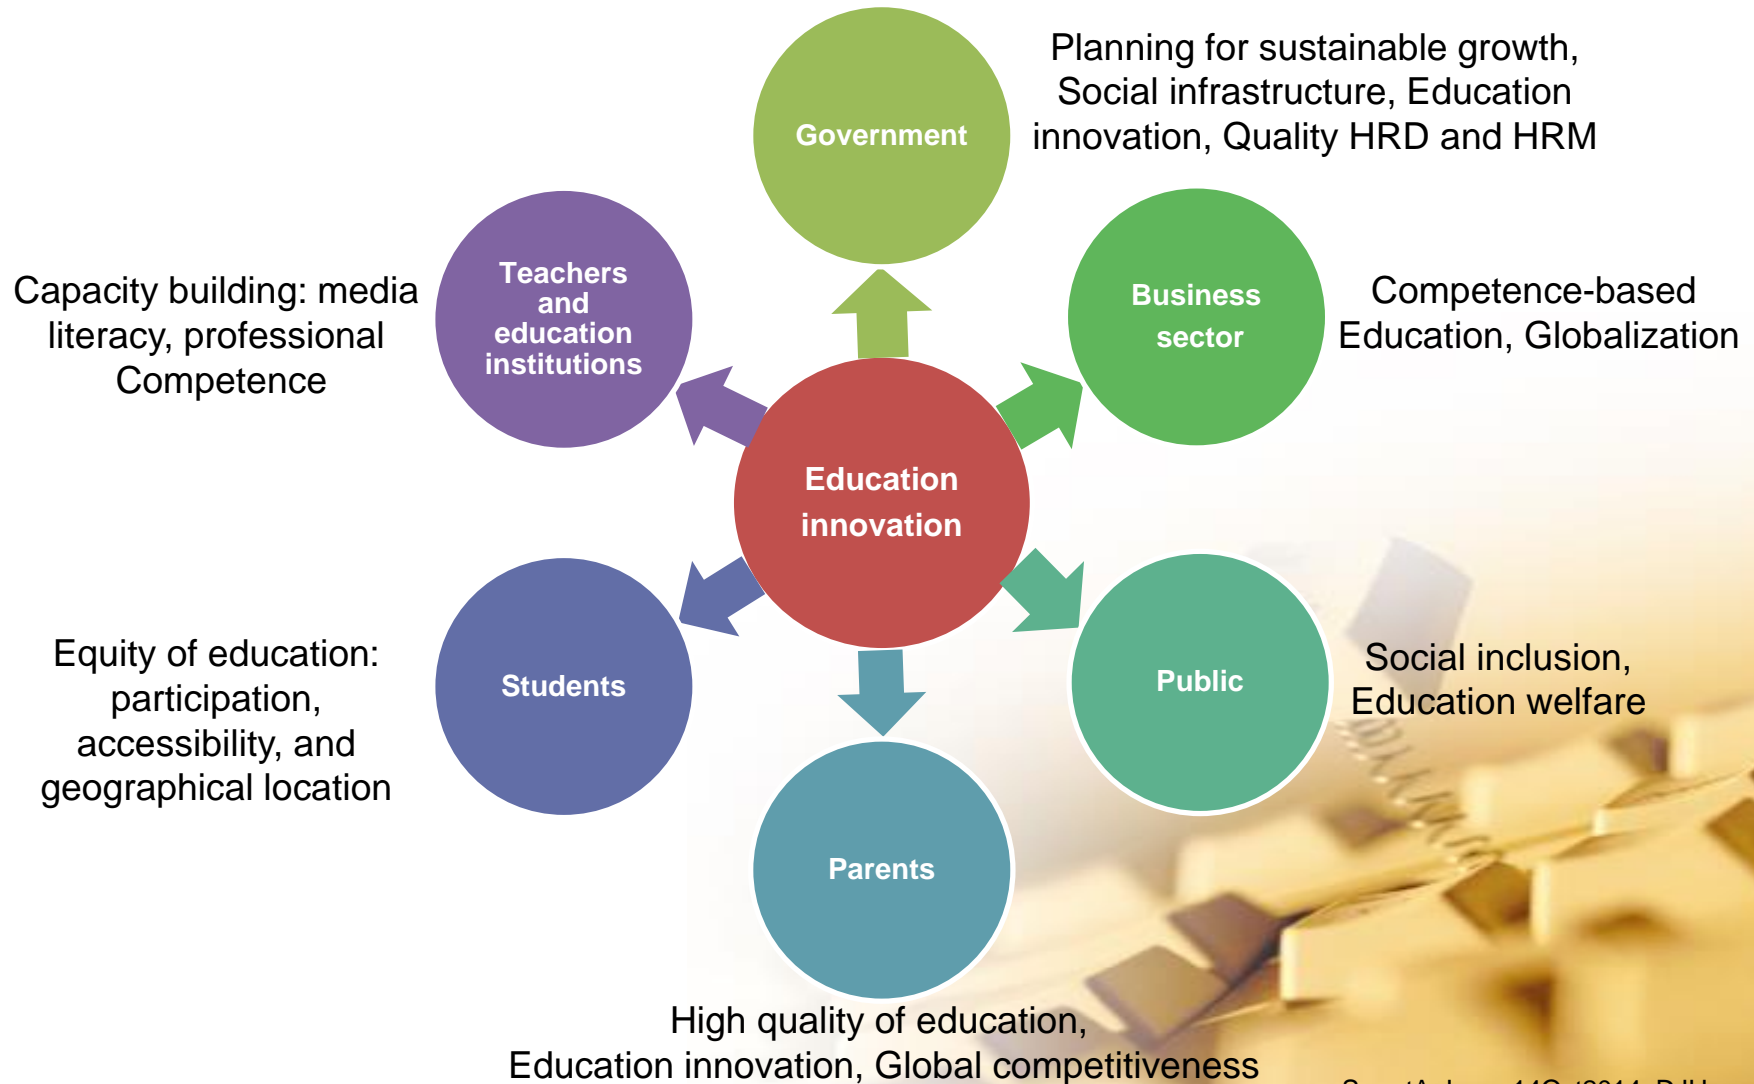 Government
Planning for sustainable growth,
Social infrastructure, Education
innovation, Quality HRD and HRM
Teachers
and
education
institutions
Capacity building: media
literacy, professional
Competence
Business
sector
Competence-based
Education, Globalization
Education
innovation
Students
Equity of education:
participation,
accessibility, and
geographical location
Public
Social inclusion,
Education welfare
Parents
High quality of education,
Education innovation, Global competitiveness